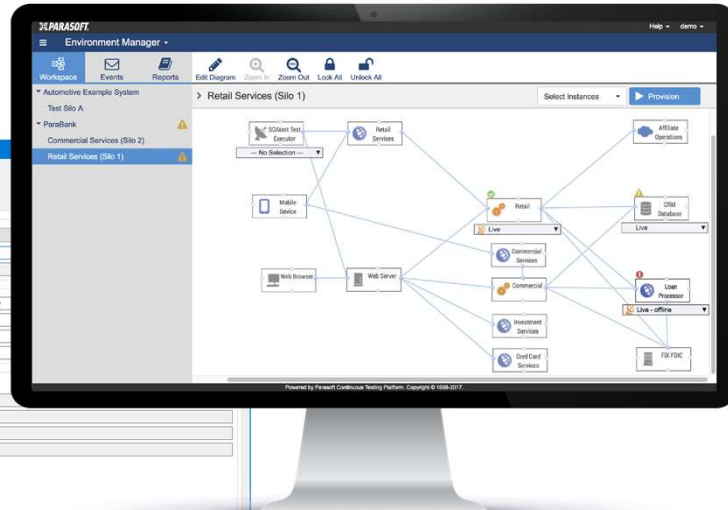 PARASOFT.
Help
demo
Environment Manager
Workspace
Events
Reports
Edit Diagram
Zoom In
Zoom Out
Lock All
Unlock All
Automotive Example System
Test Silo A
ParaBank
Commercial Services (Silo 2)
Retail Services (Silo 1)
> Retail Services (Silo 1)
Select Instances
Provision
SOAtest Test
Executor
--- No Selection ---
Retail
Services
Affiliate
Operations
Mobile
Device
Retail
Live
CRM
Database
Live
Commercial
Services
Web Browser
Web Server
Commercial
Loan
Processor
Live - offline
Investment
Services
Cred Card
Services
FIX FDIC
Powered by Parasoft Continuous Testing Platform. Copyright © 1996-2017.